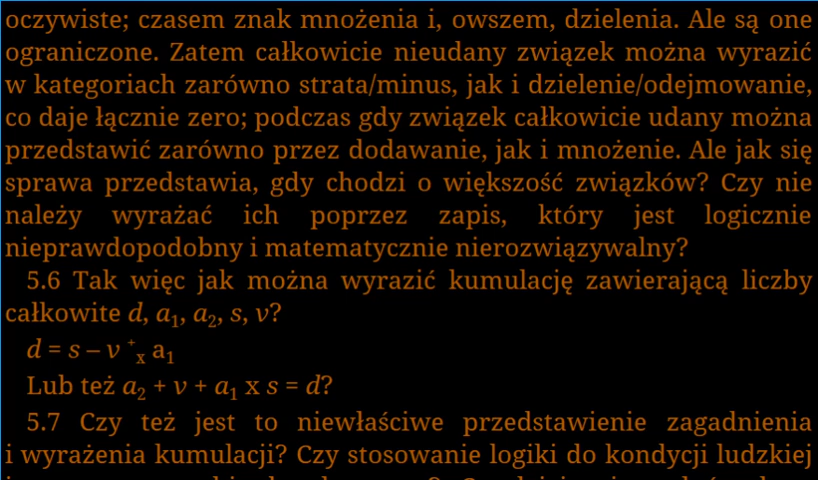 oczywiste; czasem znak mnożenia i, owszem, dzielenia. Ale są one
ograniczone. Zatem całkowicie nieudany związek można wyrazić
w kategoriach zarówno strata/minus, jak i dzielenie/odejmowanie,
co daje łącznie zero; podczas gdy związek całkowicie udany można
przedstawić zarówno przez dodawanie, jak i mnożenie. Ale jak się
sprawa przedstawia, gdy chodzi o większość związków? Czy nie
należy wyrażać ich poprzez zapis, który jest logicznie
nieprawdopodobny i matematycznie nierozwiązywalny?
5.6 Tak więc jak można wyrazić kumulację zawierającą liczby
całkowite d, a₁, a₂, s, v?
d = s – v ⁺ₓ a₁
Lub też a₂ + v + a₁ x s = d?
5.7 Czy też jest to niewłaściwe przedstawienie zagadnienia
i wyrażenia kumulacji? Czy stosowanie logiki do kondycji ludzkiej